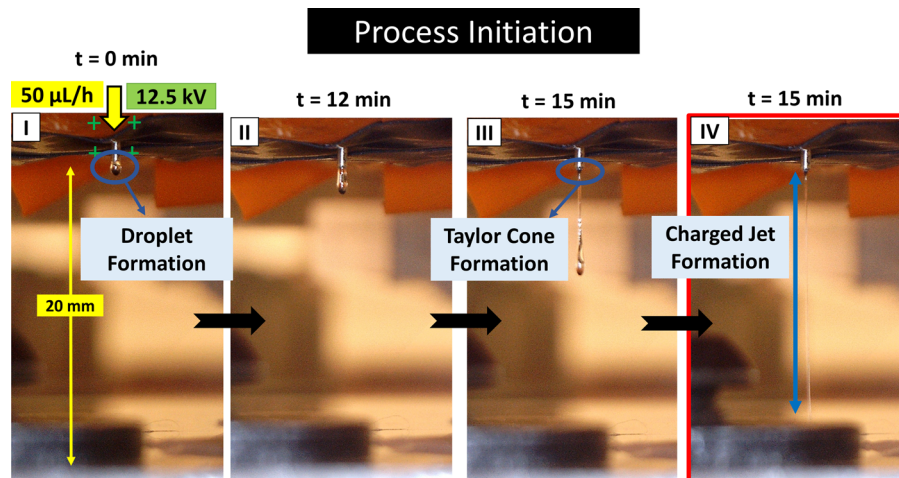 Process Initiation
t = 0 min
50 µL/h
12.5 kV
t = 12 min
t = 15 min
t = 15 min
I
II
III
IV
Droplet
Formation
Taylor Cone
Formation
Charged Jet
Formation
20 mm